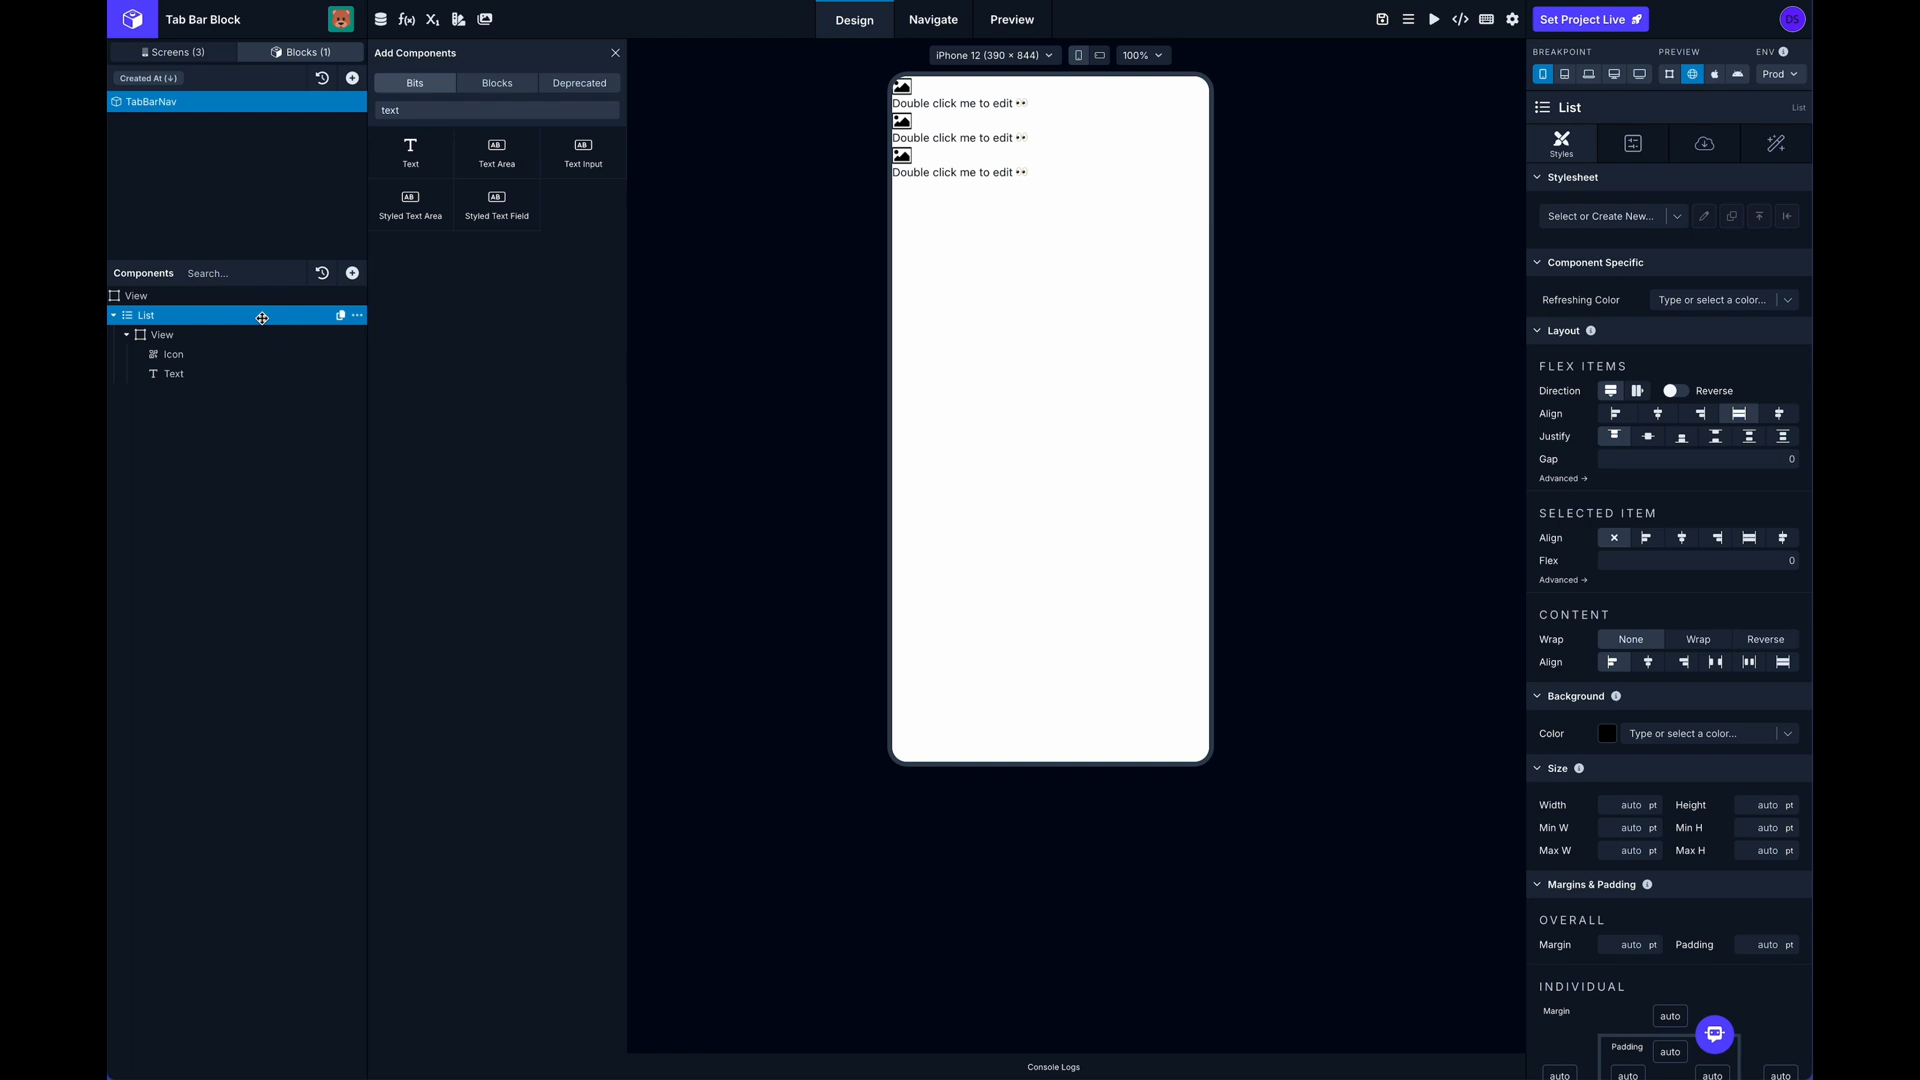 Tab Bar Block
Design
Navigate
Preview
Set Project Live
DS
Screens (3)
Blocks (1)
Created At (↓)
TabBarNav
Components
Search...
View
List
View
Icon
Text
Add Components
Bits
Blocks
Deprecated
text
Text
Text Area
Text Input
Styled Text Area
Styled Text Field
iPhone 12 (390 × 844)
100%
Double click me to edit 👀
Double click me to edit 👀
Double click me to edit 👀
Console Logs
BREAKPOINT
PREVIEW
ENV
Prod
List
List
Styles
Stylesheet
Select or Create New...
Component Specific
Refreshing Color
Type or select a color...
Layout
FLEX ITEMS
Direction
Reverse
Align
Justify
Gap
0
Advanced →
SELECTED ITEM
Align
Flex
0
Advanced →
CONTENT
Wrap
None
Wrap
Reverse
Align
Background
Color
Type or select a color...
Size
Width auto pt Height auto pt
Min W auto pt Min H auto pt
Max W auto pt Max H auto pt
Margins & Padding
OVERALL
Margin auto pt Padding auto pt
INDIVIDUAL
Margin
auto
Padding
auto
auto auto auto auto